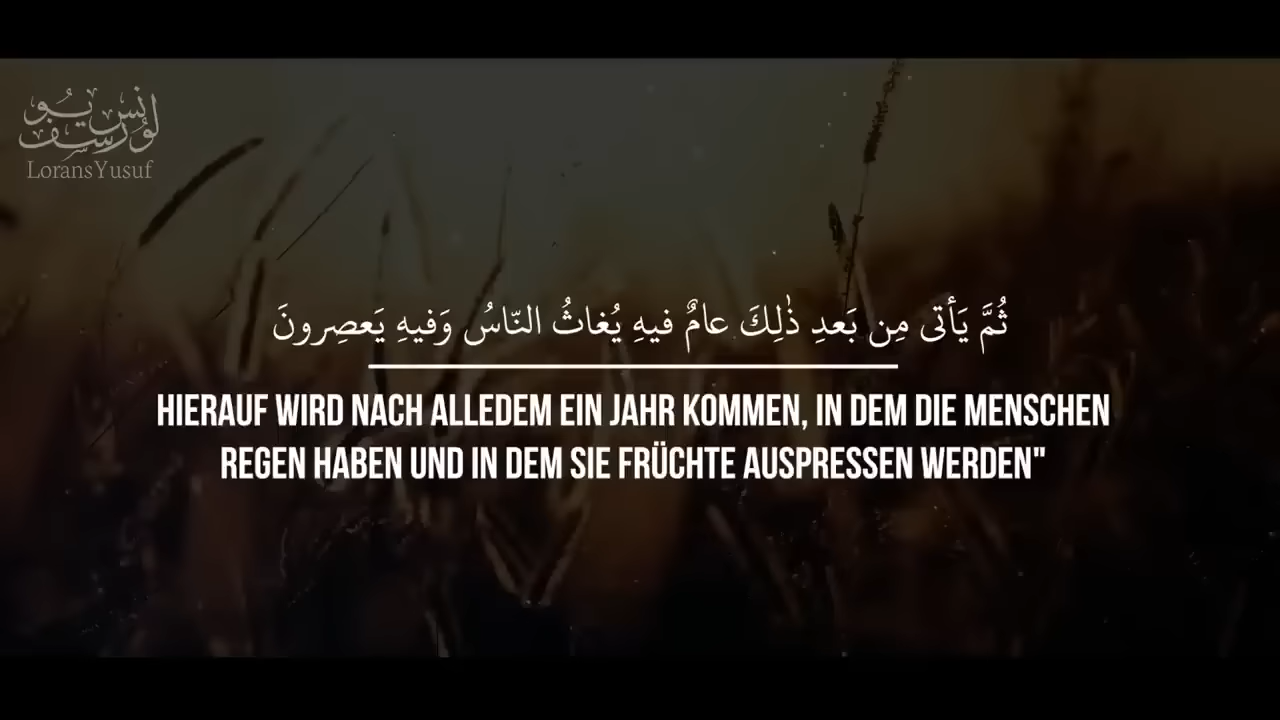 لورانس يوسف
LoransYusuf
ثُمَّ يَأتى مِن بَعدِ ذٰلِكَ عامٌ فيهِ يُغاثُ النّاسُ وَفيهِ يَعصِرونَ
HIERAUF WIRD NACH ALLEDEM EIN JAHR KOMMEN, IN DEM DIE MENSCHEN
REGEN HABEN UND IN DEM SIE FRÜCHTE AUSPRESSEN WERDEN"